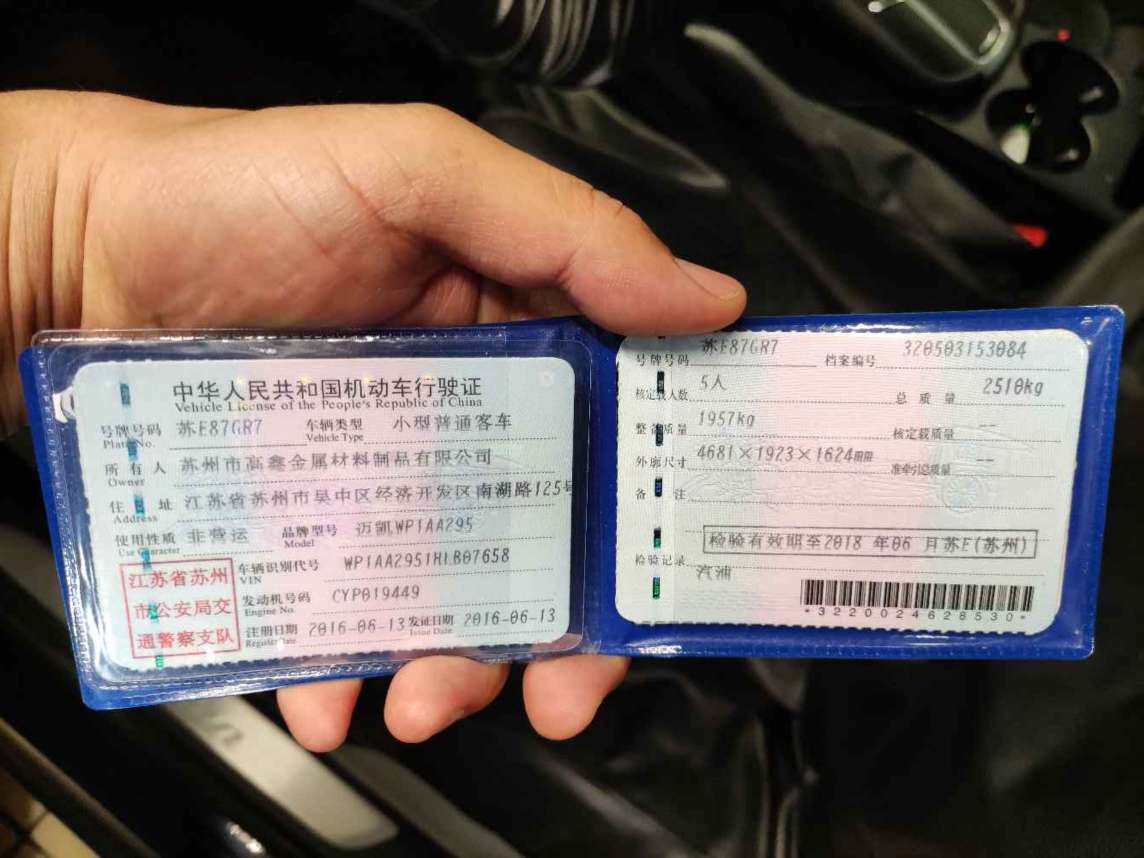 中华人民共和国机动车行驶证
Vehicle License of the People's Republic of China
号牌号码 苏E87GR7 车辆类型 小型普通客车
Plate No. Vehicle Type
所有人 苏州市高鑫金属材料制品有限公司
Owner
住址 江苏省苏州市吴中区经济开发区南湖路125号
Address
使用性质 非营运 品牌型号 迈凯WP1AA295
Use Character Model
江苏省苏州
市公安局交
通警察支队
车辆识别代号 WP1AA2951HLB07658
VIN
发动机号码 CYP019449
Engine No.
注册日期 2016-06-13 发证日期 2016-06-13
Register Date Issue Date
号牌号码 苏E87GR7 档案编号 320503153084
核定载人数 5人 总质量 2510kg
整备质量 1957kg 核定载质量 --
外廓尺寸 4681×1923×1624mm 准牵引总质量 --
备注
检验有效期至2018年06月苏E(苏州)
检验记录
汽油
*3220024628530*